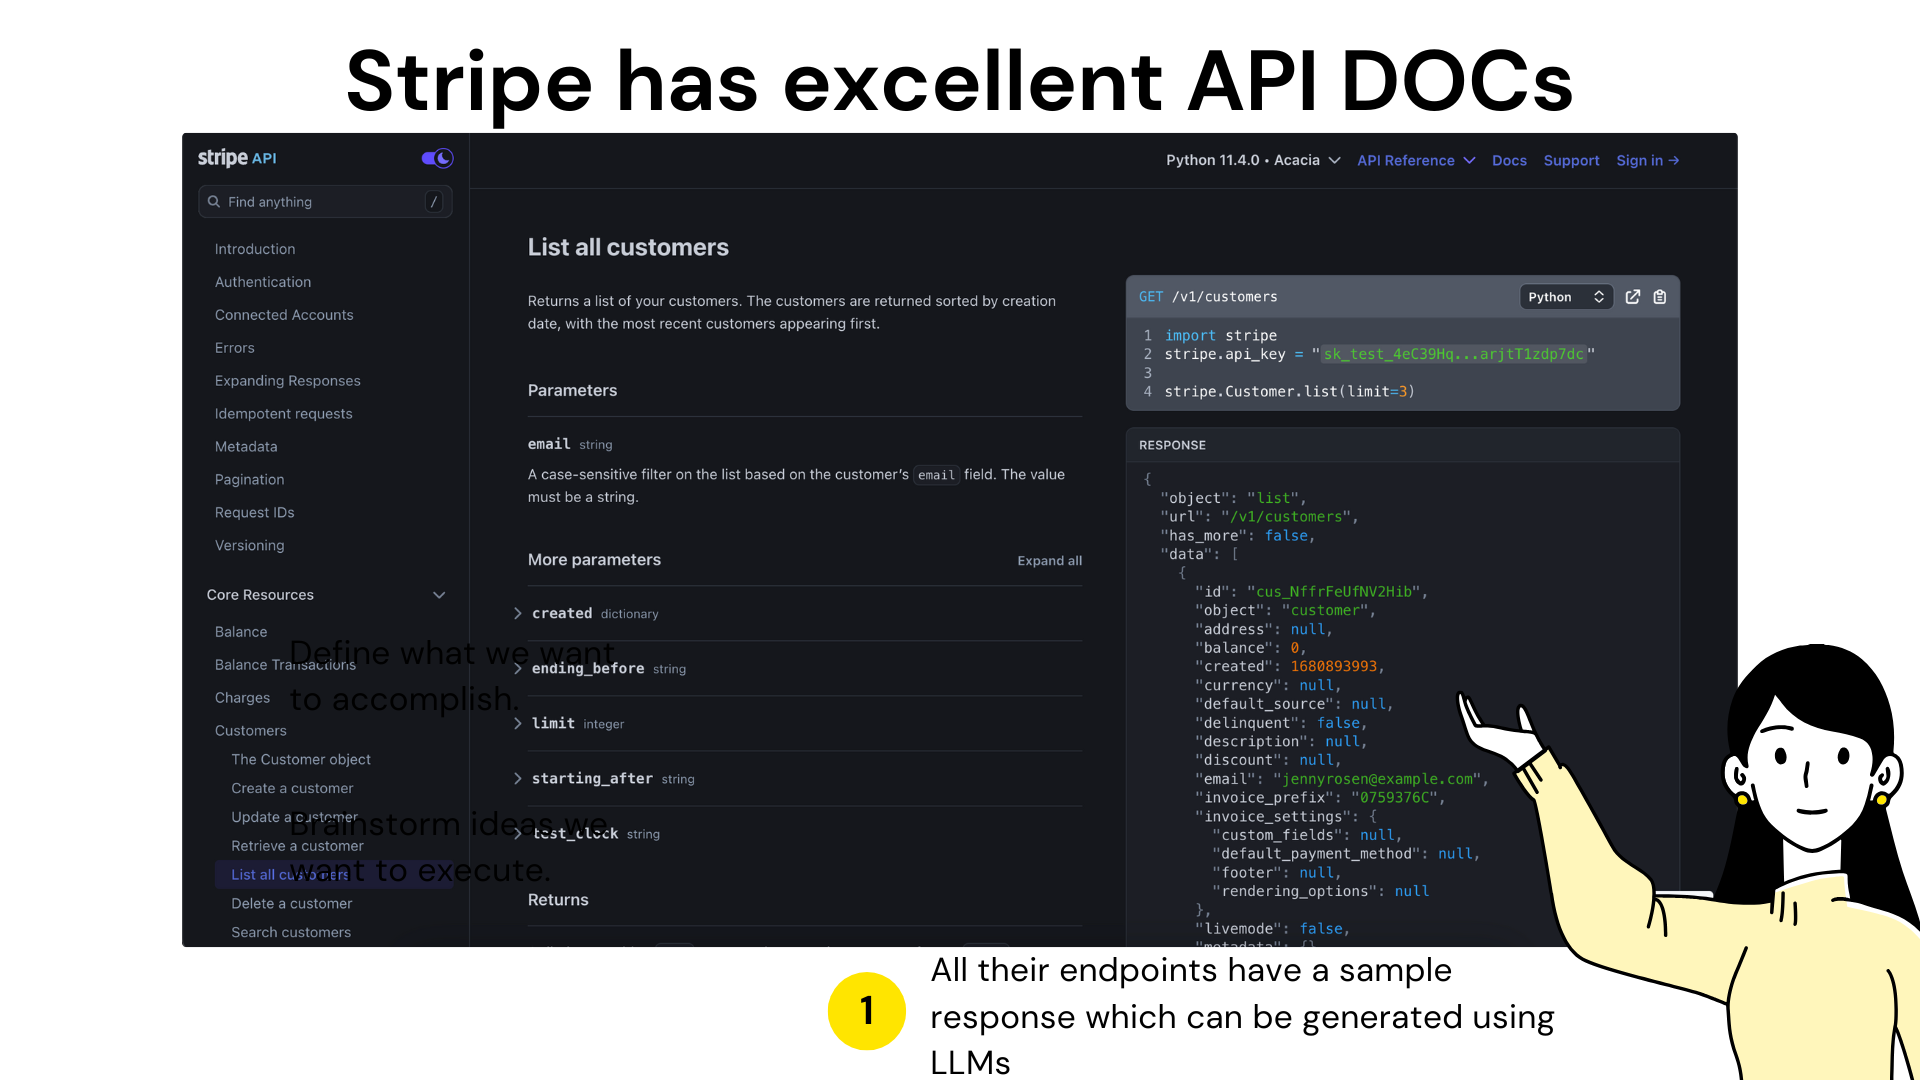 Stripe has excellent API DOCs
stripe API
Find anything /
Introduction
Authentication
Connected Accounts
Errors
Expanding Responses
Idempotent requests
Metadata
Pagination
Request IDs
Versioning
Core Resources
Balance
Balance Transactions
Charges
Customers
The Customer object
Create a customer
Update a customer
Retrieve a customer
List all customers
Delete a customer
Search customers
Define what we want
to accomplish.
Brainstorm ideas we
want to execute.
Python 11.4.0 • Acacia API Reference Docs Support Sign in →
List all customers
Returns a list of your customers. The customers are returned sorted by creation
date, with the most recent customers appearing first.
Parameters
email string
A case-sensitive filter on the list based on the customer’s email field. The value
must be a string.
More parameters Expand all
created dictionary
ending_before string
limit integer
starting_after string
test_clock string
Returns
GET /v1/customers Python
1 import stripe
2 stripe.api_key = "sk_test_4eC39Hq...arjtT1zdp7dc"
3
4 stripe.Customer.list(limit=3)
RESPONSE
{
"object": "list",
"url": "/v1/customers",
"has_more": false,
"data": [
{
"id": "cus_NffrFeUfNV2Hib",
"object": "customer",
"address": null,
"balance": 0,
"created": 1680893993,
"currency": null,
"default_source": null,
"delinquent": false,
"description": null,
"discount": null,
"email": "jennyrosen@example.com",
"invoice_prefix": "0759376C",
"invoice_settings": {
"custom_fields": null,
"default_payment_method": null,
"footer": null,
"rendering_options": null
},
"livemode": false,
"metadata": {}
1
All their endpoints have a sample
response which can be generated using
LLMs